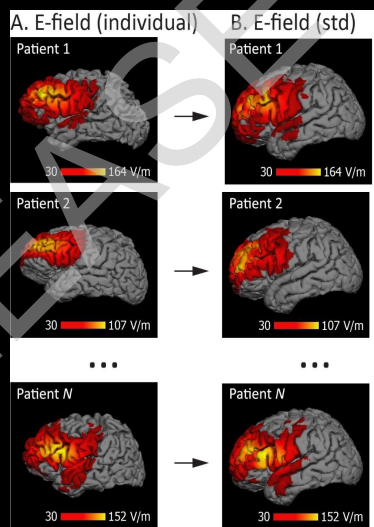 A. E-field (individual)
B. E-field (std)
Patient 1
Patient 1
30 164 V/m
30 164 V/m
Patient 2
Patient 2
30 107 V/m
30 107 V/m
...
...
Patient N
Patient N
30 152 V/m
30 152 V/m